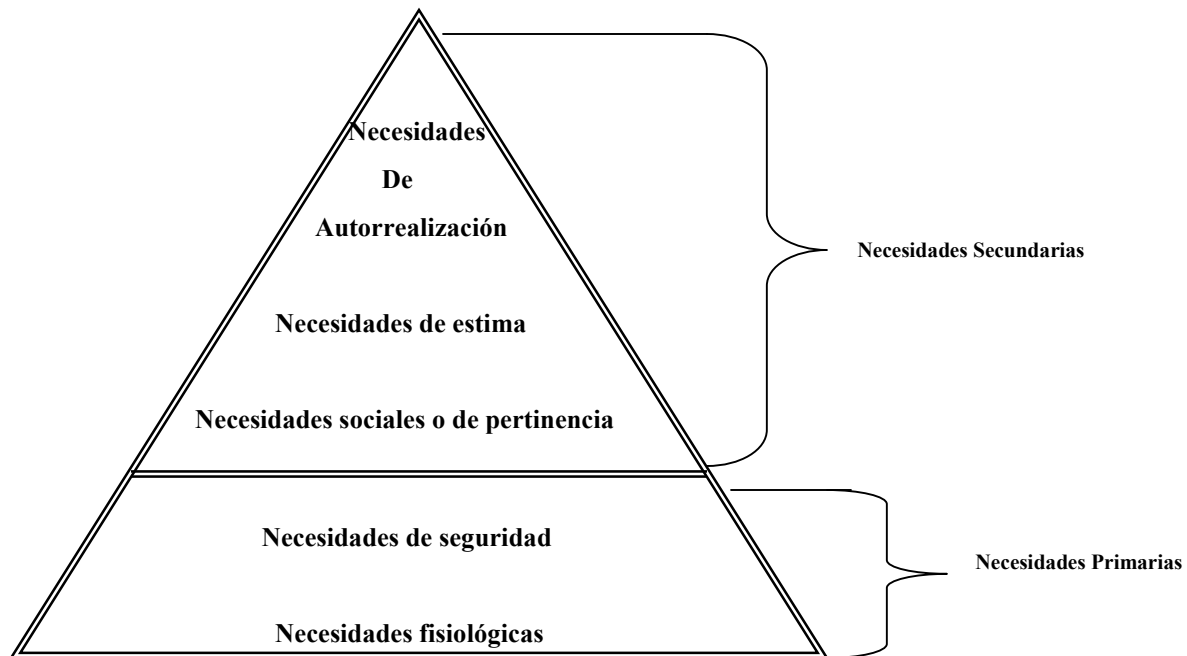 Necesidades
De
Autorrealización
Necesidades Secundarias
Necesidades de estima
Necesidades sociales o de pertinencia
Necesidades de seguridad
Necesidades Primarias
Necesidades fisiológicas